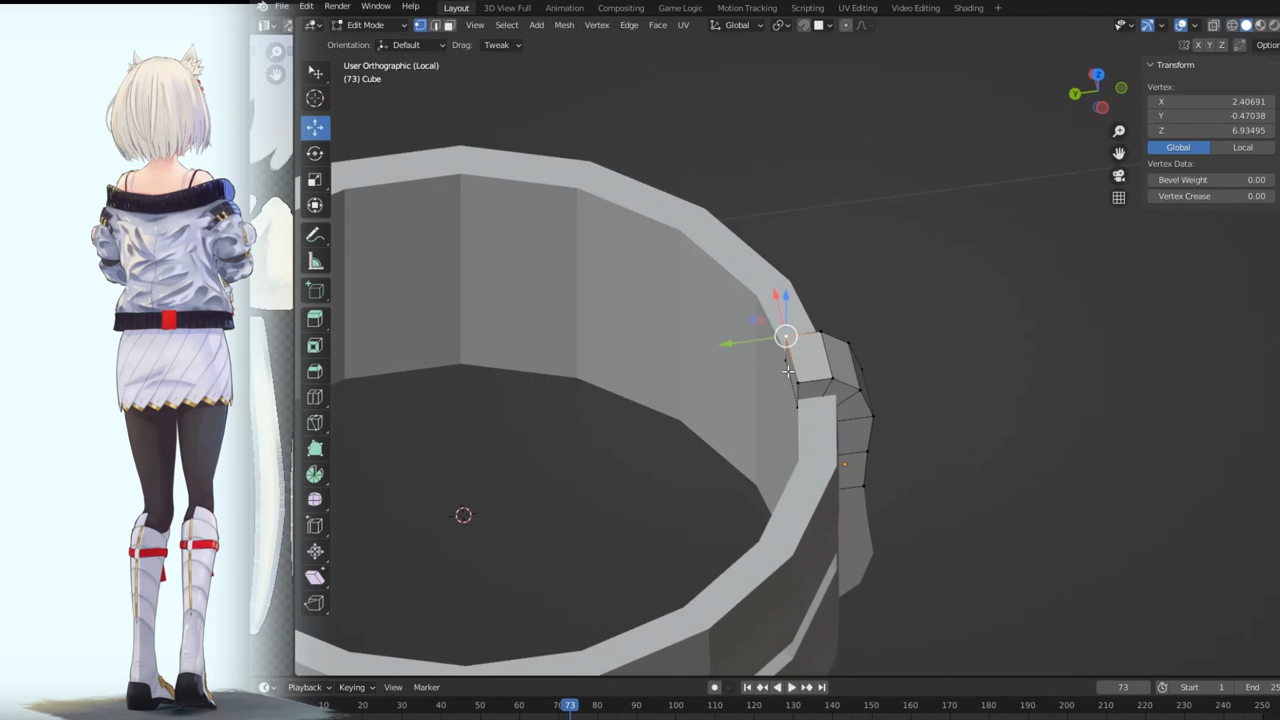 File Edit Render Window Help Layout 3D View Full Animation Compositing Game Logic Motion Tracking Scripting UV Editing Video Editing Shading
Edit Mode View Select Add Mesh Vertex Edge Face UV Global
Orientation: Default Drag: Tweak X Y Z Optior
User Orthographic (Local)
(73) Cube
Z
Y
Transform
Vertex:
X 2.40691
Y -0.47038
Z 6.93495
Global Local
Vertex Data:
Bevel Weight 0.00
Vertex Crease 0.00
Playback Keying View Marker 73 Start 1 End 25
10 20 30 40 50 60 70 73 80 90 100 110 120 130 140 150 160 170 180 190 200 210 220 230 240 250